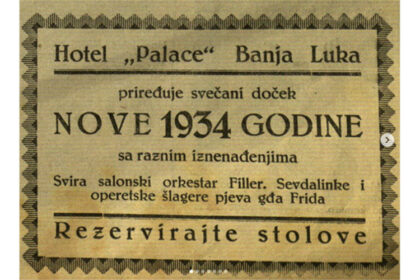 Hotel „Palace“ Banja Luka
priređuje svečani doček
NOVE 1934 GODINE
sa raznim iznenađenjima
Svira salonski orkestar Filler. Sevdalinke i
operetske šlagere pjeva gđa Frida
Rezervirajte stolove